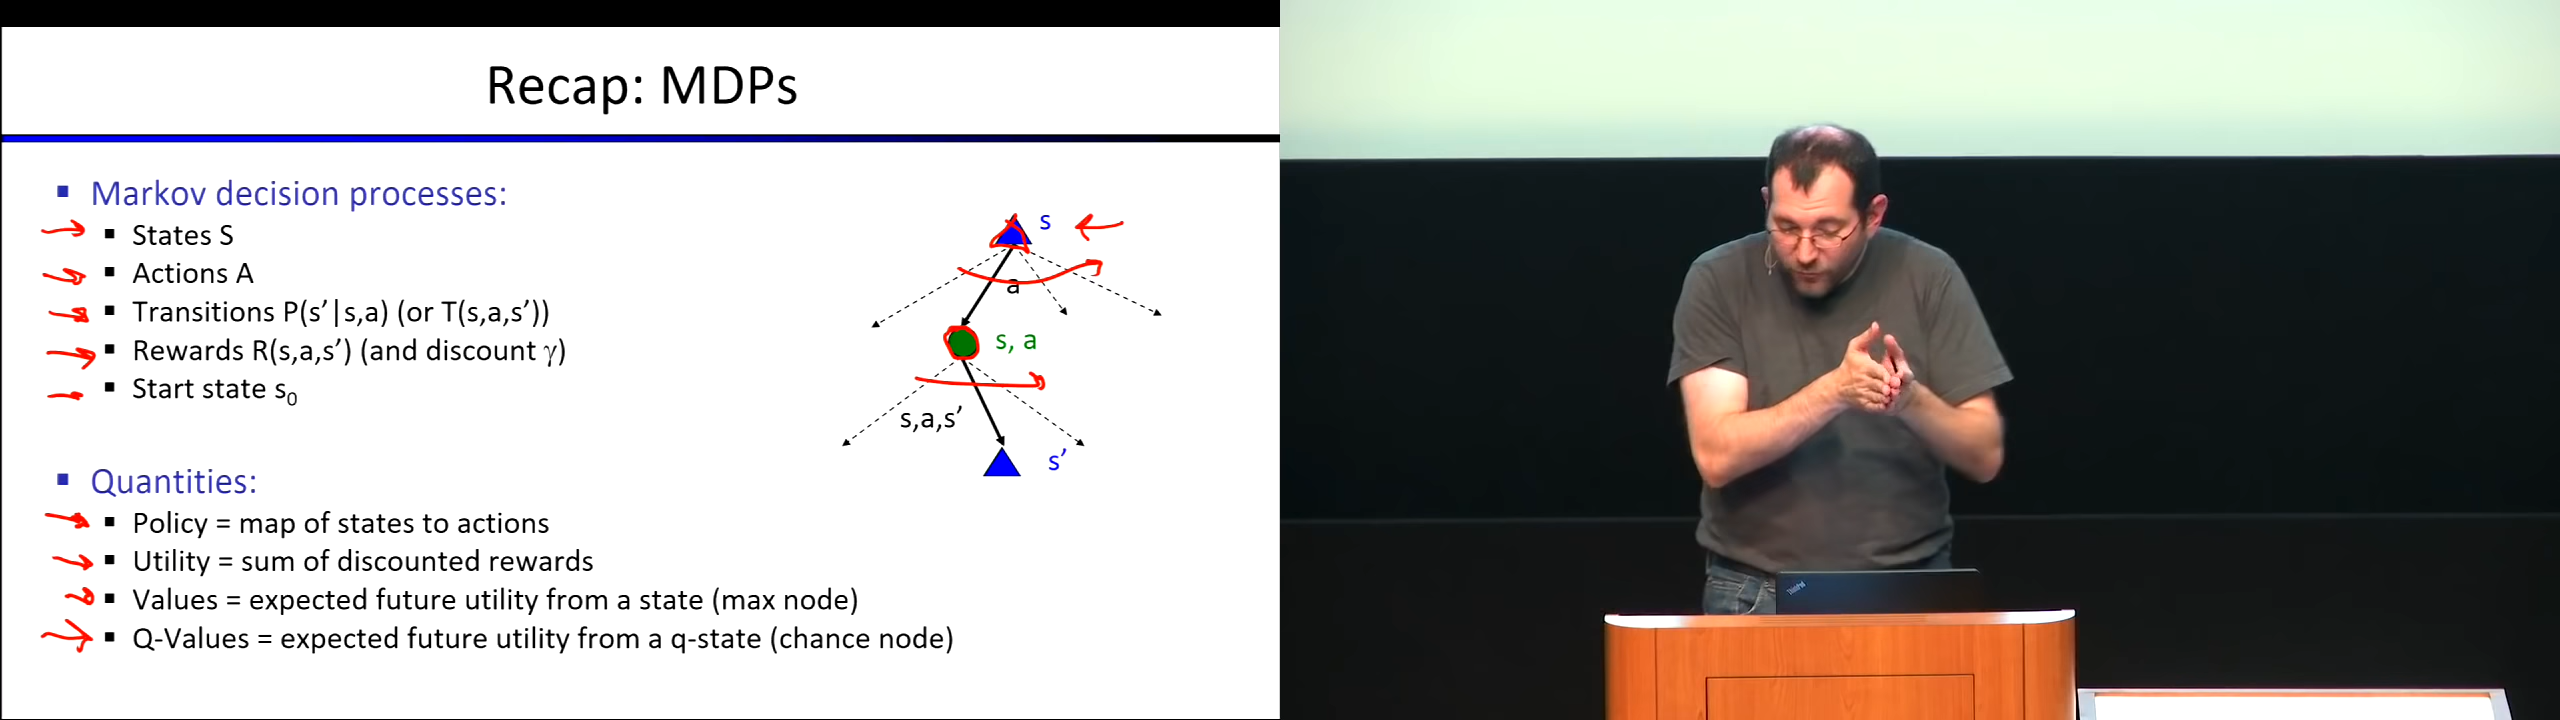 Recap: MDPs
▪ Markov decision processes:
▪ States S
▪ Actions A
▪ Transitions P(s’|s,a) (or T(s,a,s’))
▪ Rewards R(s,a,s’) (and discount γ)
▪ Start state s₀
▪ Quantities:
▪ Policy = map of states to actions
▪ Utility = sum of discounted rewards
▪ Values = expected future utility from a state (max node)
▪ Q-Values = expected future utility from a q-state (chance node)
s
a
s, a
s,a,s’
s’
ThinkPad